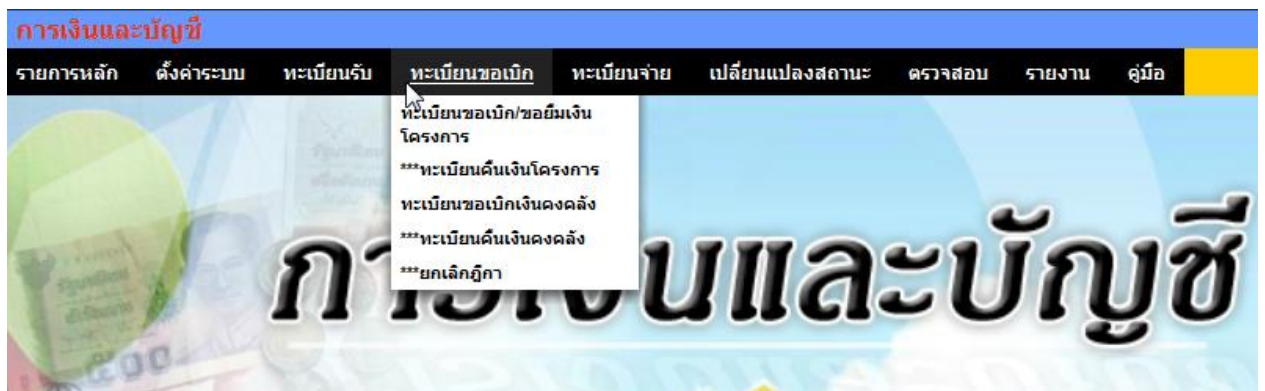 การเงินและบัญชี
รายการหลัก ตั้งค่าระบบ ทะเบียนรับ ทะเบียนขอเบิก ทะเบียนจ่าย เปลี่ยนแปลงสถานะ ตรวจสอบ รายงาน คู่มือ
ทะเบียนขอเบิก/ขอยืมเงิน
โครงการ
***ทะเบียนคืนเงินโครงการ
ทะเบียนขอเบิกเงินคงคลัง
***ทะเบียนคืนเงินคงคลัง
***ยกเลิกฎีกา
การเงินและบัญชี